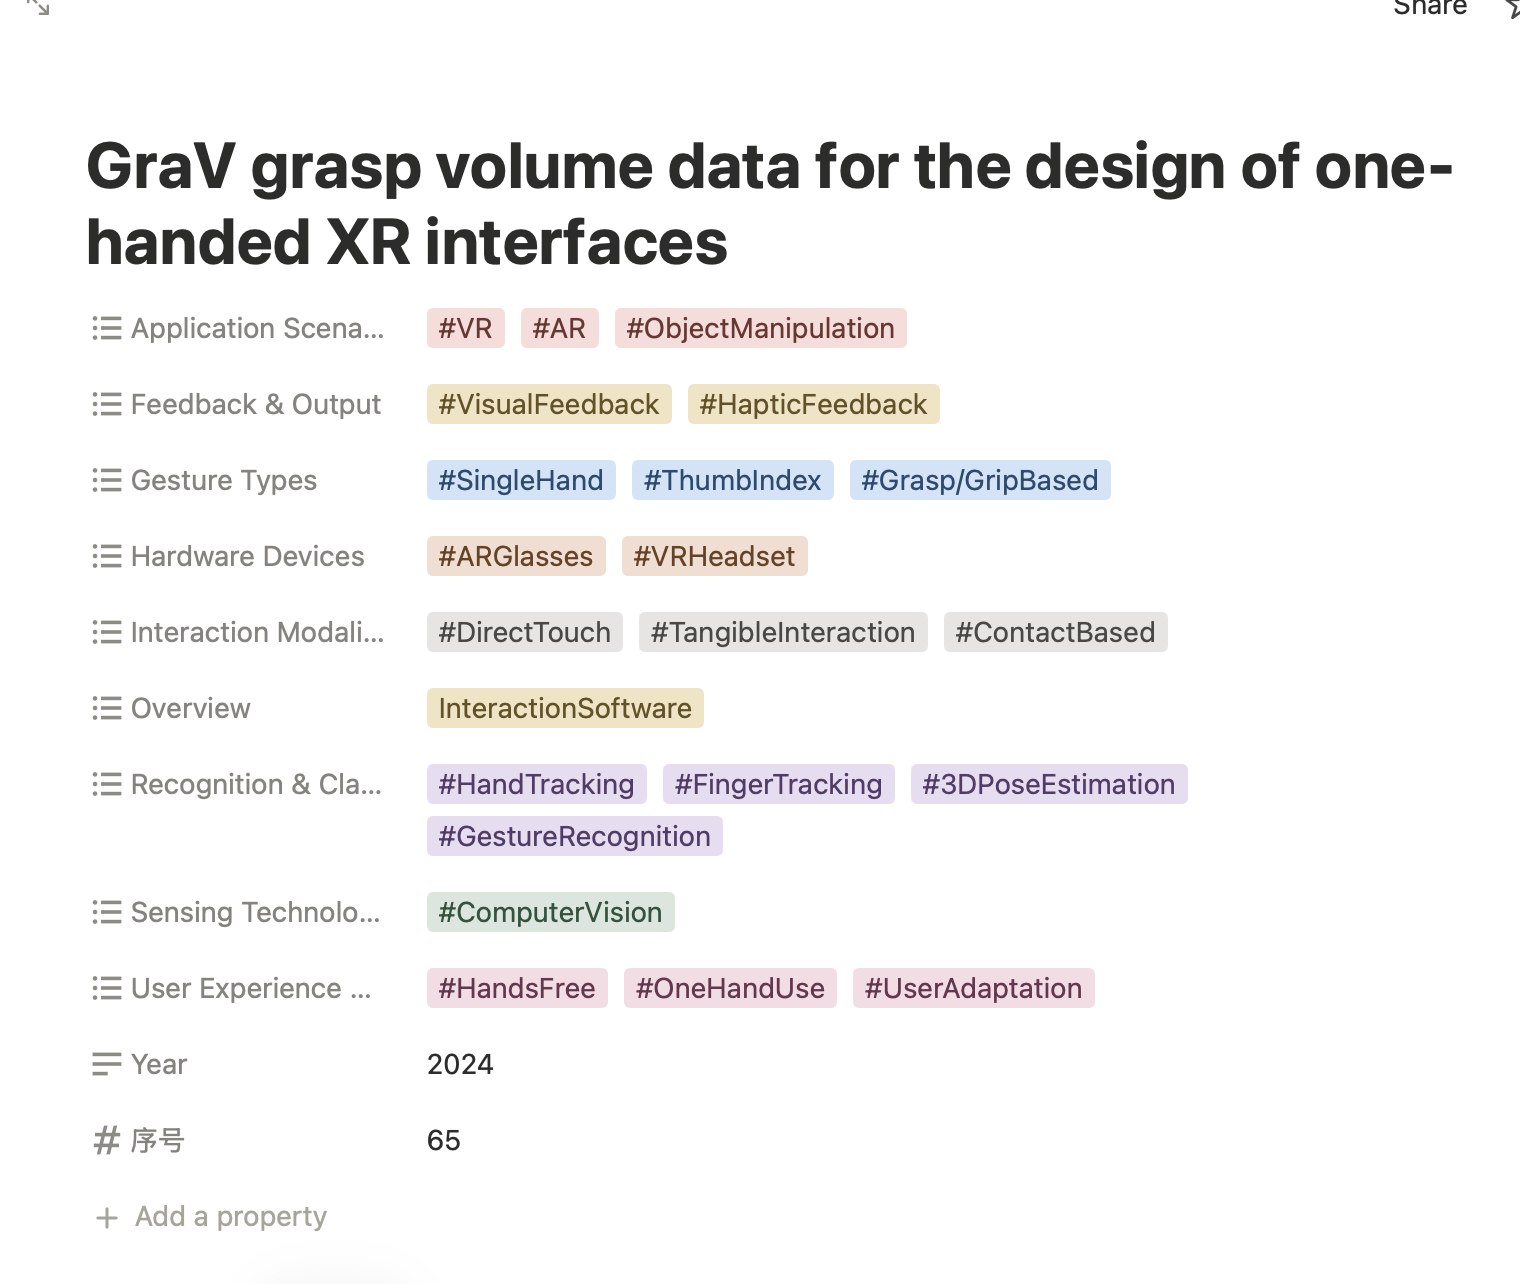 Share
GraV grasp volume data for the design of one-
handed XR interfaces
Application Scena... #VR #AR #ObjectManipulation
Feedback & Output #VisualFeedback #HapticFeedback
Gesture Types #SingleHand #ThumbIndex #Grasp/GripBased
Hardware Devices #ARGlasses #VRHeadset
Interaction Modali... #DirectTouch #TangibleInteraction #ContactBased
Overview InteractionSoftware
Recognition & Cla... #HandTracking #FingerTracking #3DPoseEstimation
#GestureRecognition
Sensing Technolo... #ComputerVision
User Experience ... #HandsFree #OneHandUse #UserAdaptation
Year 2024
序号 65
Add a property